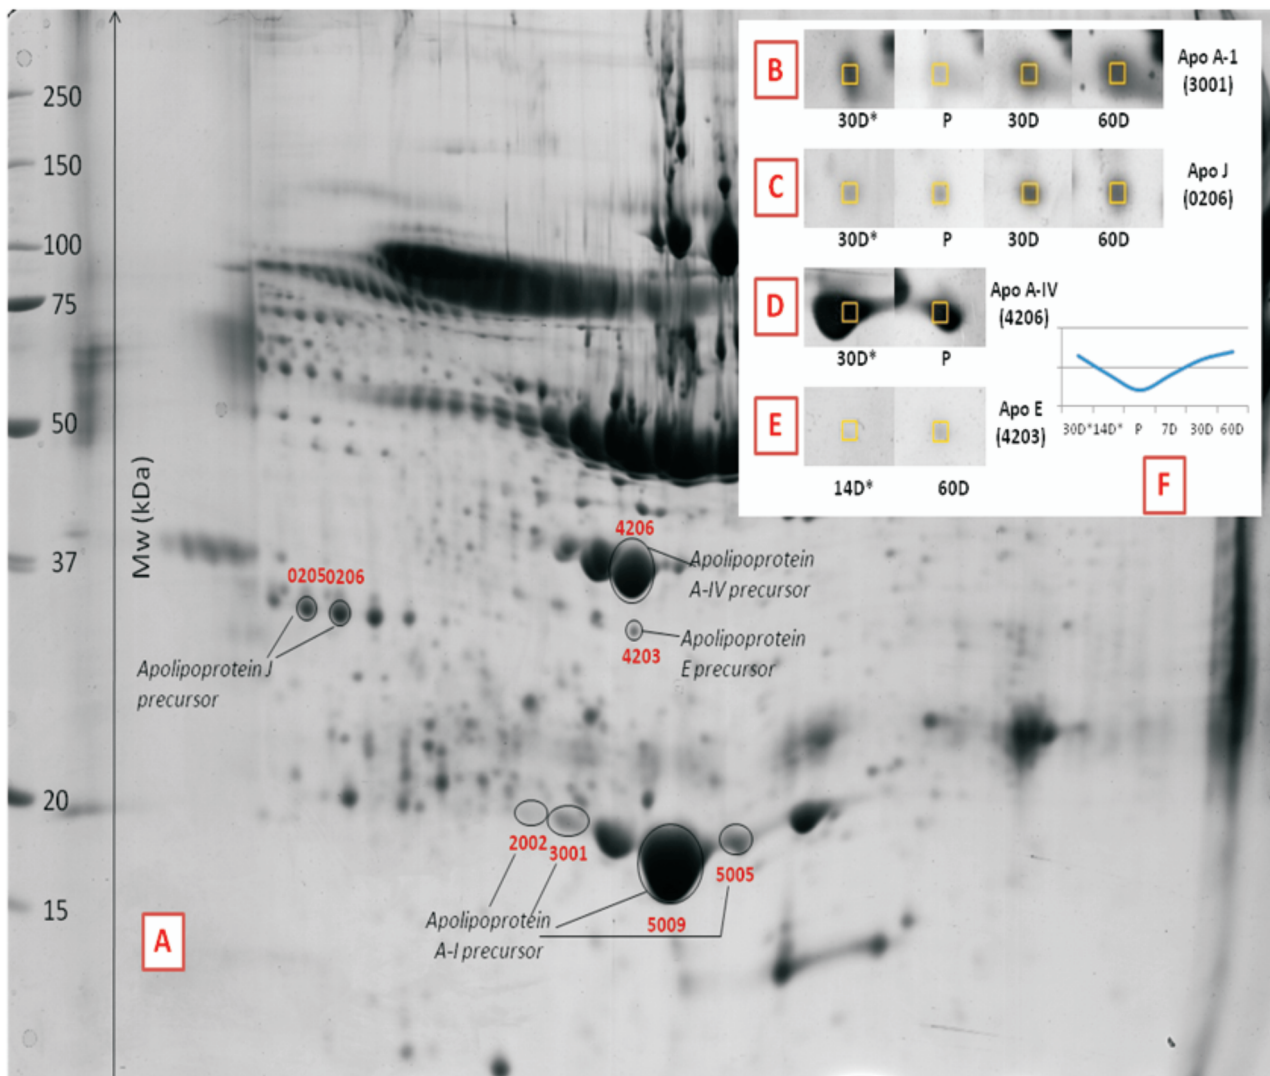 250
150
100
75
50
37
20
15
Mw (kDa)
A
0205 0206
Apolipoprotein J
precursor
4206
Apolipoprotein
A-IV precursor
4203
Apolipoprotein
E precursor
2002
3001
5009
5005
Apolipoprotein
A-I precursor
B
30D* P 30D 60D
Apo A-1
(3001)
C
30D* P 30D 60D
Apo J
(0206)
D
30D* P
Apo A-IV
(4206)
E
14D* 60D
Apo E
(4203)
30D* 14D* P 7D 30D 60D
F